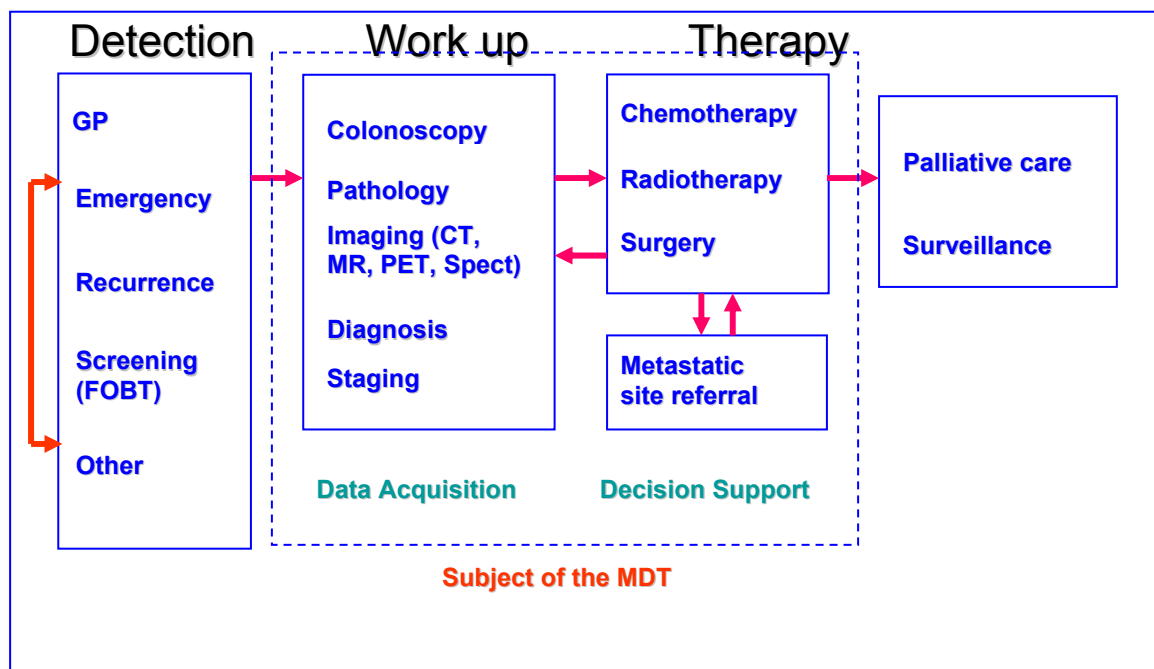 Detection
Work up
Therapy
GP
Emergency
Recurrence
Screening
(FOBT)
Other
Colonoscopy
Pathology
Imaging (CT,
MR, PET, Spect)
Diagnosis
Staging
Chemotherapy
Radiotherapy
Surgery
Metastatic
site referral
Palliative care
Surveillance
Data Acquisition
Decision Support
Subject of the MDT